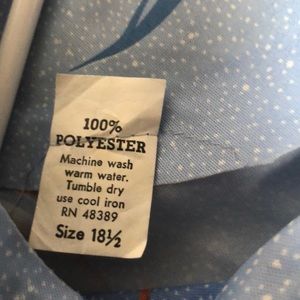 100%
POLYESTER
Machine wash
warm water.
Tumble dry
use cool iron
RN 48389
Size 18½